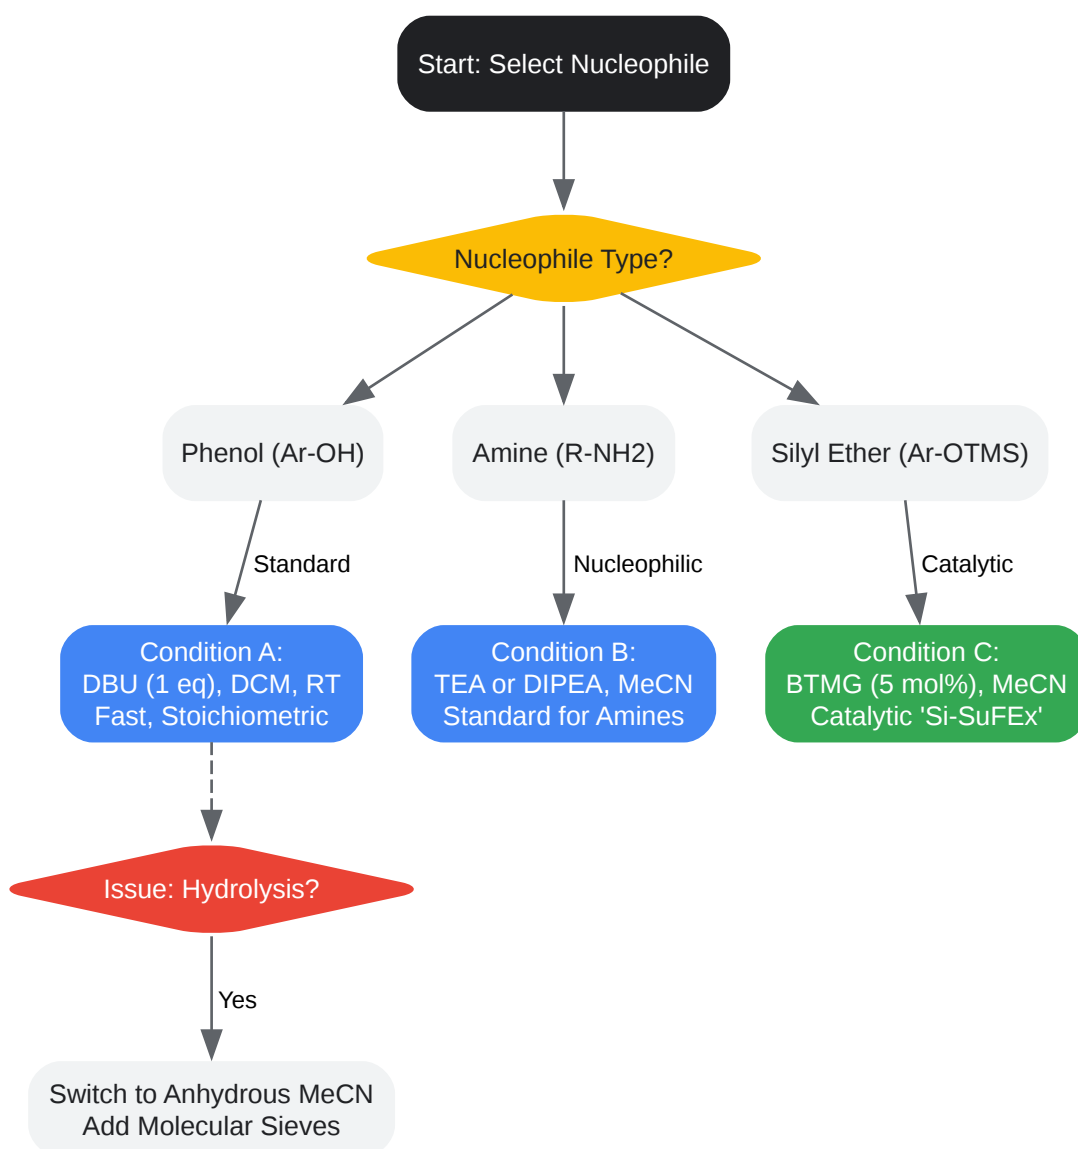 Start: Select Nucleophile
Nucleophile Type?
Phenol (Ar-OH)
Amine (R-NH2)
Silyl Ether (Ar-OTMS)
Standard
Nucleophilic
Catalytic
Condition A:
DBU (1 eq), DCM, RT
Fast, Stoichiometric
Condition B:
TEA or DIPEA, MeCN
Standard for Amines
Condition C:
BTMG (5 mol%), MeCN
Catalytic 'Si-SuFEx'
Issue: Hydrolysis?
Yes
Switch to Anhydrous MeCN
Add Molecular Sieves